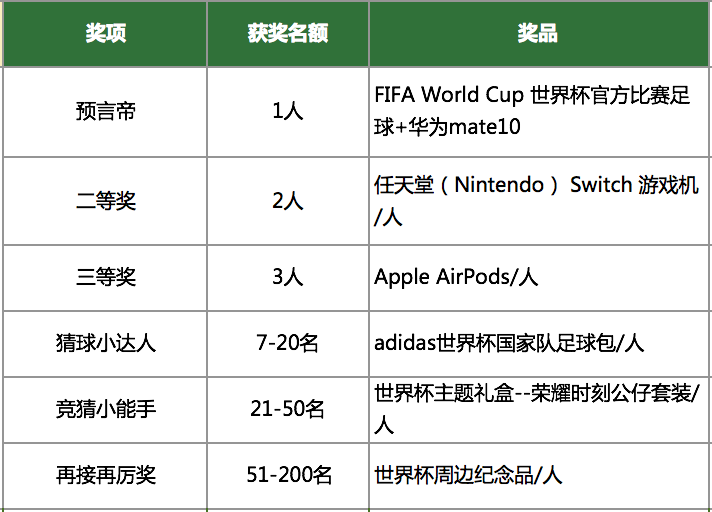 奖项 获奖名额 奖品
预言帝 1人 FIFA World Cup 世界杯官方比赛足
球+华为mate10
二等奖 2人 任天堂（Nintendo） Switch 游戏机
/人
三等奖 3人 Apple AirPods/人
猜球小达人 7-20名 adidas世界杯国家队足球包/人
竞猜小能手 21-50名 世界杯主题礼盒--荣耀时刻公仔套装/
人
再接再厉奖 51-200名 世界杯周边纪念品/人